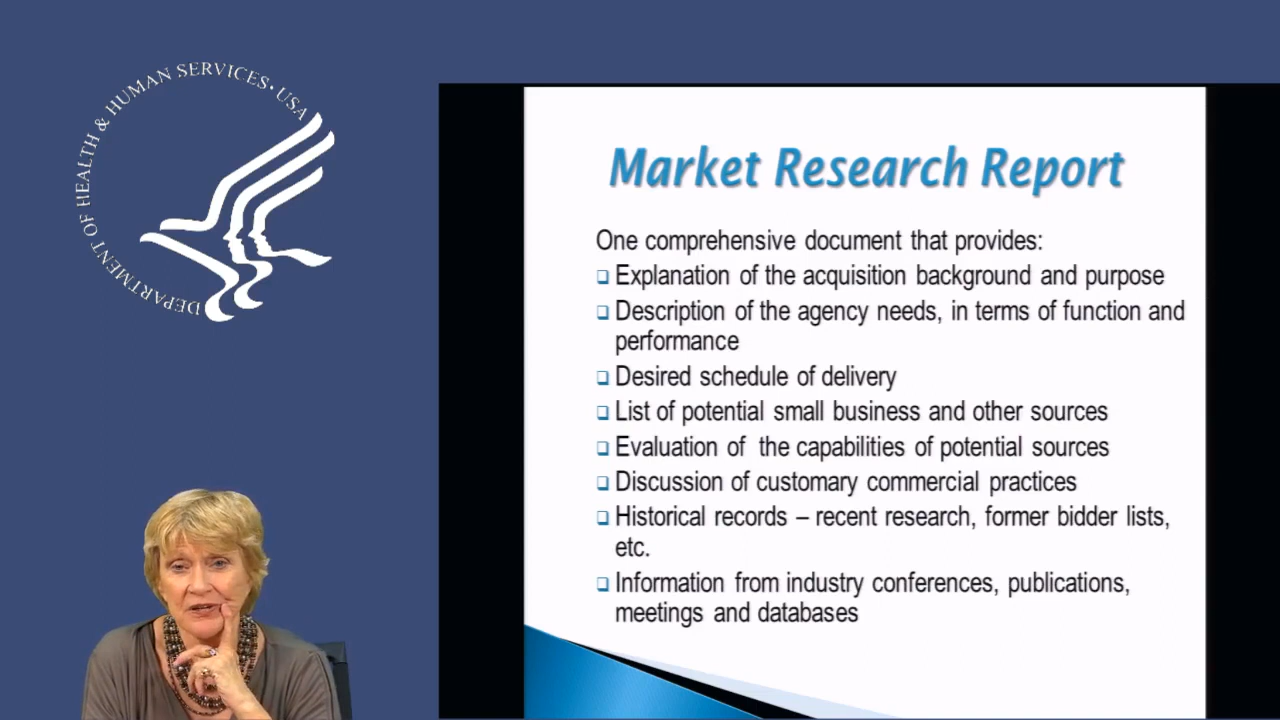 DEPARTMENT OF HEALTH & HUMAN SERVICES • USA
Market Research Report
One comprehensive document that provides:
Explanation of the acquisition background and purpose
Description of the agency needs, in terms of function and
performance
Desired schedule of delivery
List of potential small business and other sources
Evaluation of the capabilities of potential sources
Discussion of customary commercial practices
Historical records – recent research, former bidder lists,
etc.
Information from industry conferences, publications,
meetings and databases